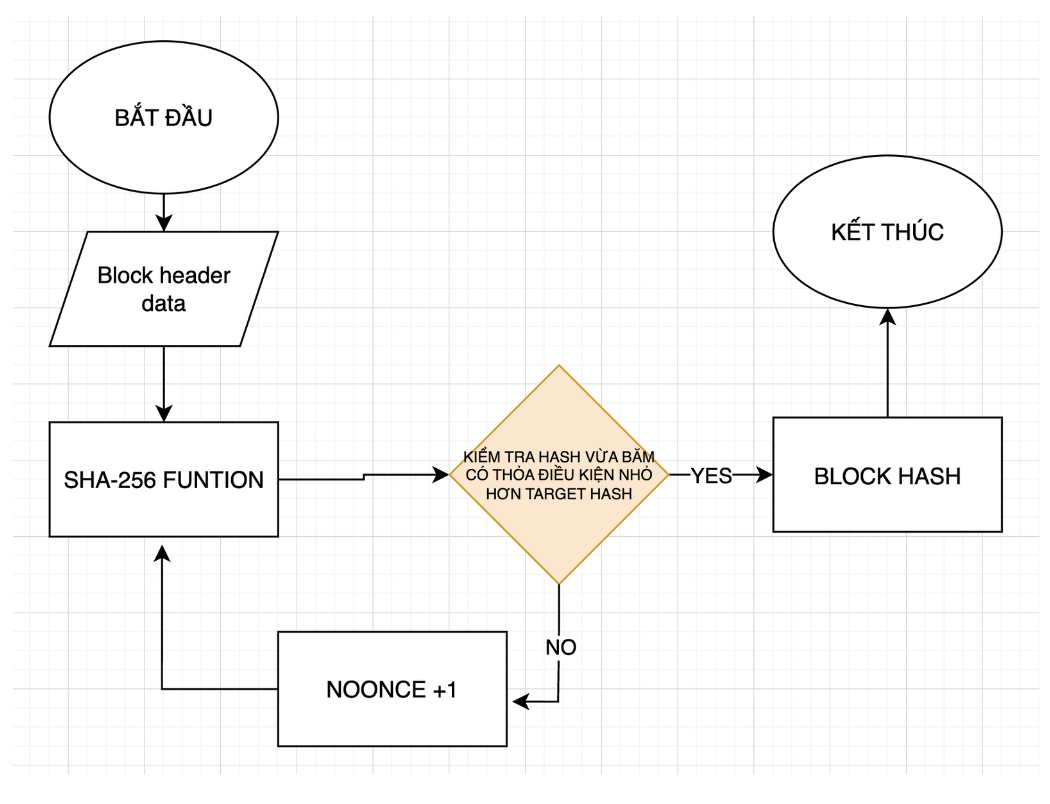 BẮT ĐẦU
Block header
data
SHA-256 FUNTION
KIỂM TRA HASH VỪA BĂM
CÓ THỎA ĐIỀU KIỆN NHỎ
HƠN TARGET HASH
YES
BLOCK HASH
KẾT THÚC
NO
NOONCE +1